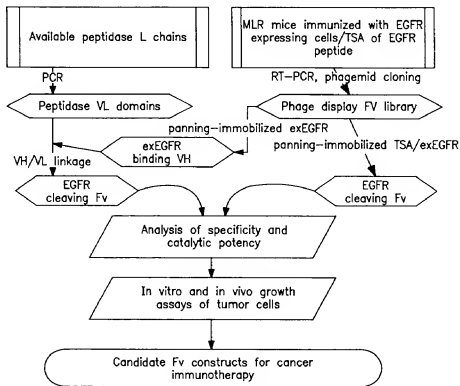 Available peptidase L chains
MLR mice immunized with EGFR
expressing cells/TSA of EGFR
peptide
PCR
RT-PCR, phagemid cloning
Peptidase VL domains
Phage display FV library
panning-immobilized exEGFR
exEGFR
binding VH
panning-immobilized TSA/exEGFR
VH/VL linkage
EGFR
cleaving Fv
EGFR
cleaving Fv
Analysis of specificity and
catalytic potency
In vitro and in vivo growth
assays of tumor cells
Candidate Fv constructs for cancer
immunotherapy